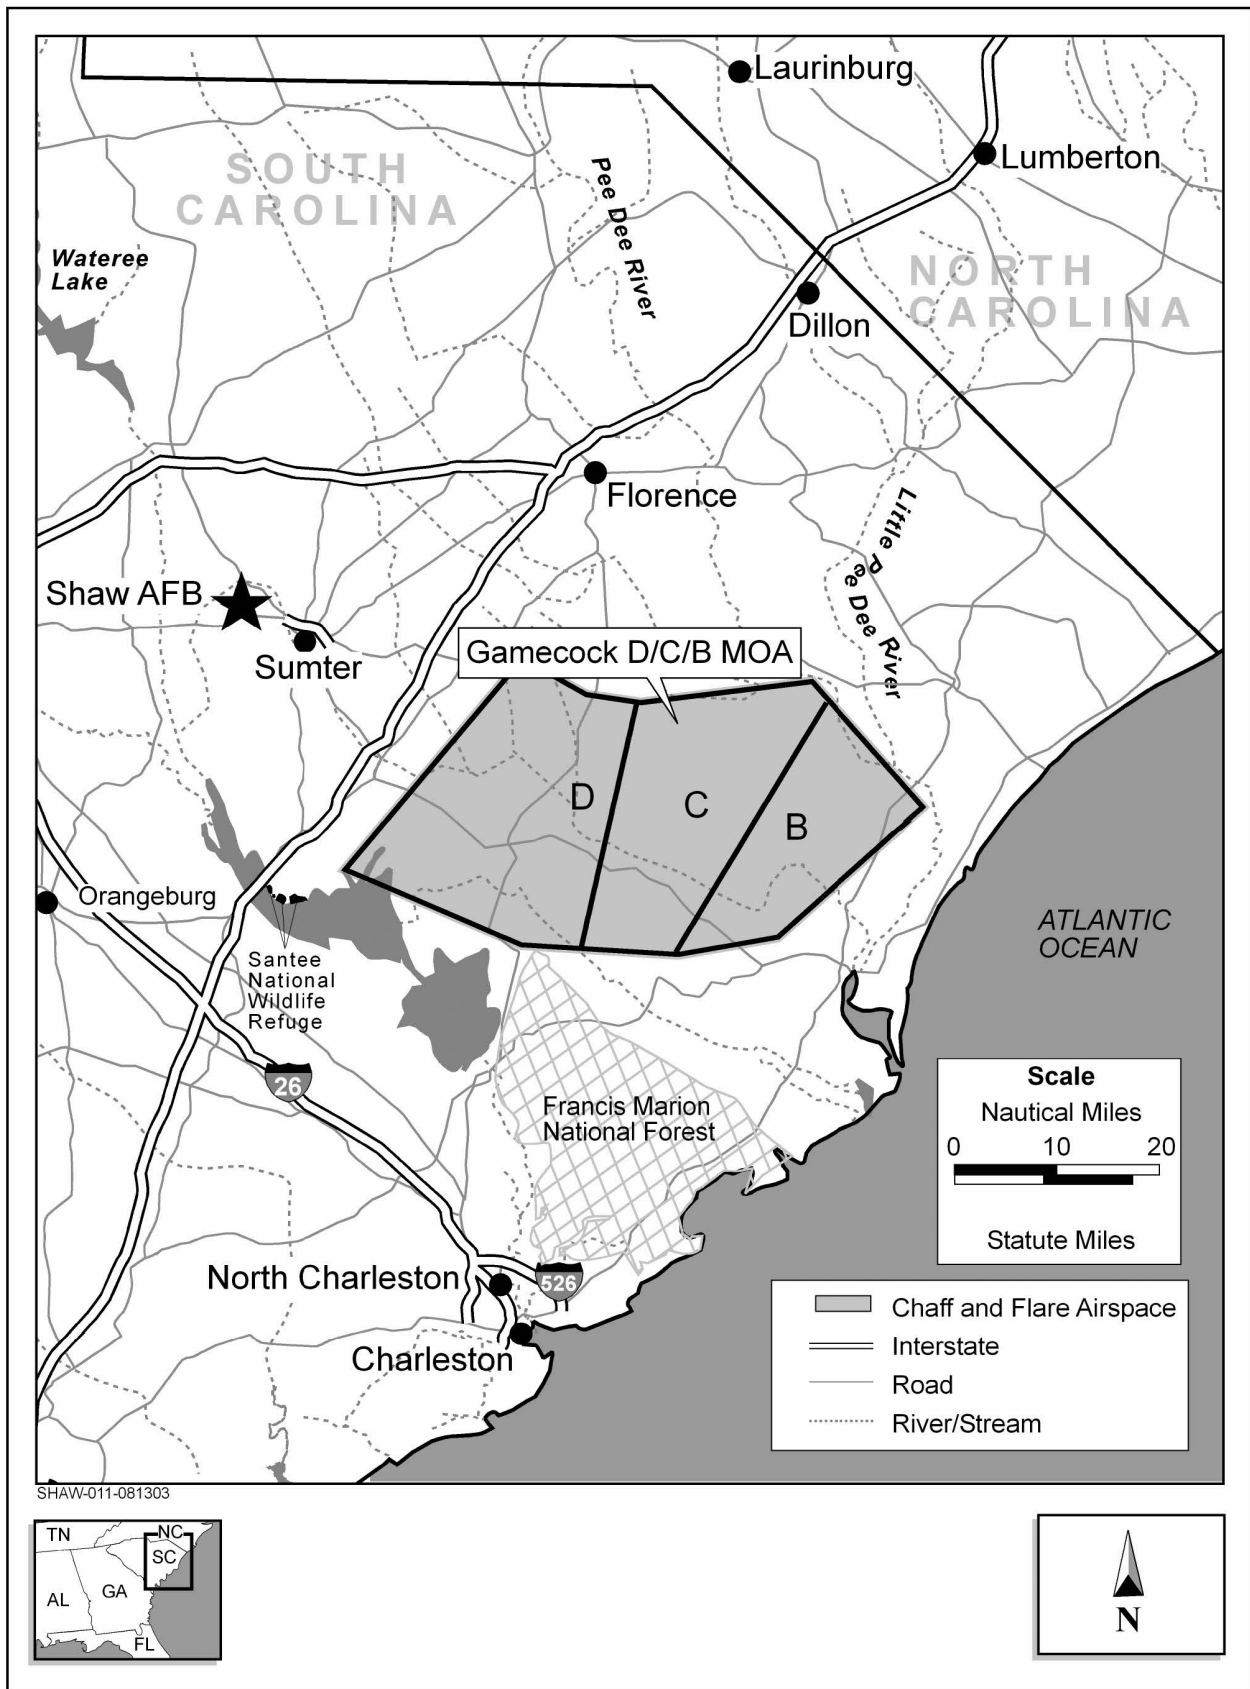 Laurinburg
Lumberton
SOUTH
CAROLINA
Pee Dee River
Wateree
Lake
NORTH
CAROLINA
Dillon
Florence
Little Pee Dee River
Shaw AFB
Sumter
Gamecock D/C/B MOA
D
C
B
Orangeburg
ATLANTIC
OCEAN
Santee
National
Wildlife
Refuge
26
Francis Marion
National Forest
Scale
Nautical Miles
0 10 20
Statute Miles
North Charleston
526
Charleston
Chaff and Flare Airspace
Interstate
Road
River/Stream
SHAW-011-081303
TN
NC
SC
AL
GA
FL
N